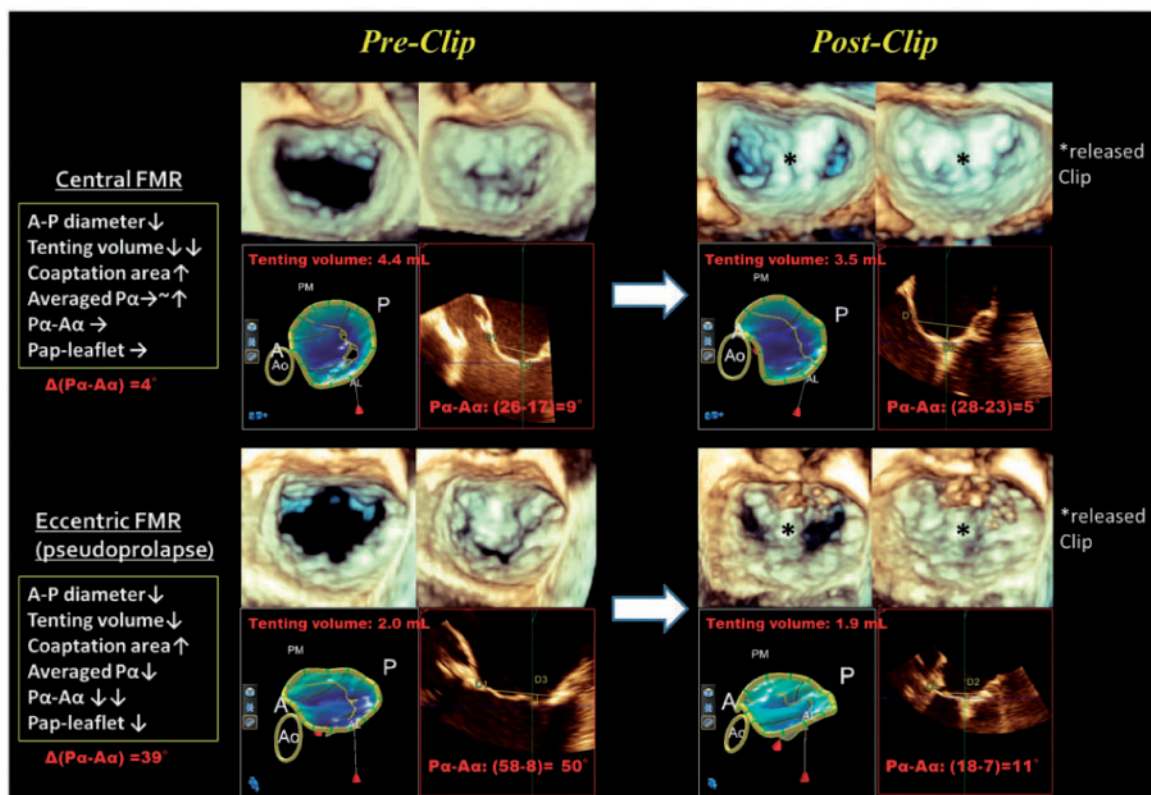 Pre-Clip
Post-Clip
*released
Clip
Central FMR
A-P diameter↓
Tenting volume↓↓
Coaptation area↑
Averaged Pα→~↑
Pα-Aα →
Pap-leaflet →
Δ(Pα-Aα) =4°
*
*
Tenting volume: 4.4 mL
PM
P
A
Ao
AL
Pα-Aα: (26-17)=9°
Tenting volume: 3.5 mL
PM
P
A
Ao
AL
D1
Pα-Aα: (28-23)=5°
Eccentric FMR
(pseudoprolapse)
A-P diameter↓
Tenting volume↓
Coaptation area↑
Averaged Pα↓
Pα-Aα ↓↓
Pap-leaflet ↓
Δ(Pα-Aα) =39°
*
*
*released
Clip
Tenting volume: 2.0 mL
PM
P
A
Ao
AL
D1
D3
Pα-Aα: (58-8)= 50°
Tenting volume: 1.9 mL
PM
P
A
Ao
AL
D2
Pα-Aα: (18-7)=11°